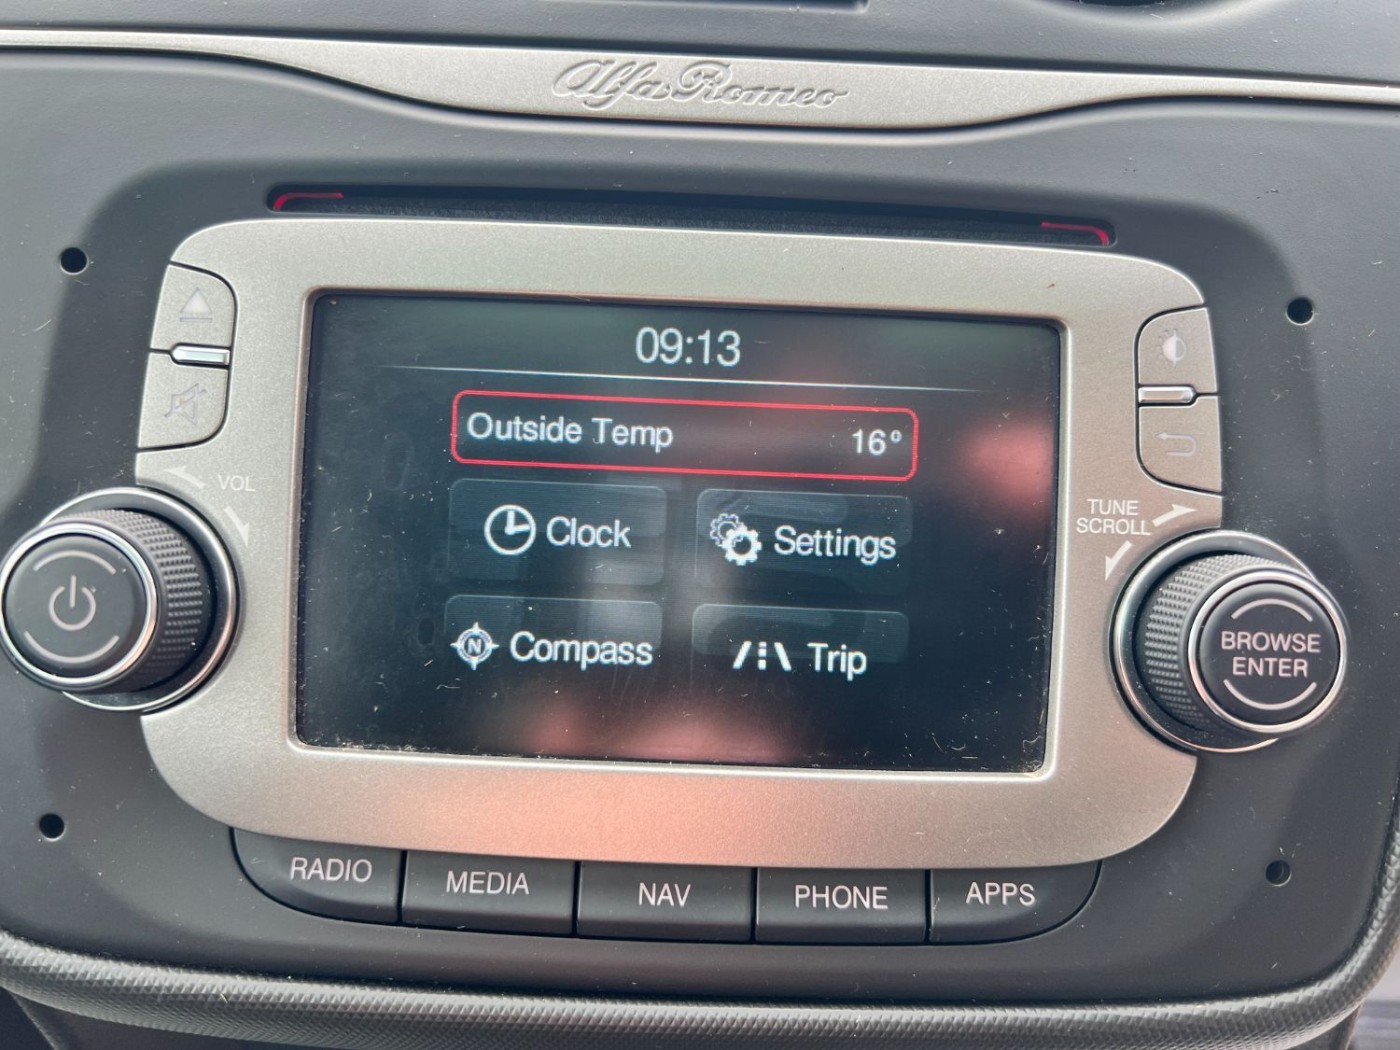 Alfa Romeo
09:13
Outside Temp 16°
Clock
Settings
N Compass
Trip
VOL
TUNE
SCROLL
BROWSE
ENTER
RADIO
MEDIA
NAV
PHONE
APPS